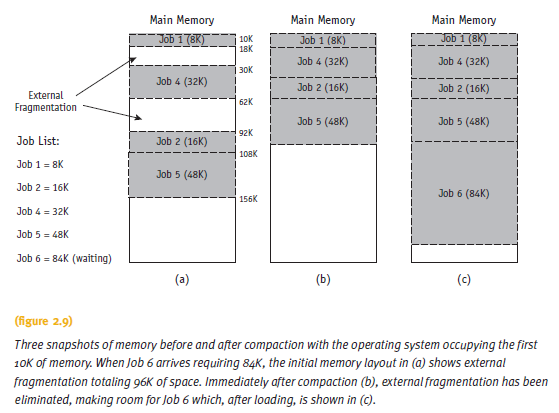 Main Memory
Main Memory
Main Memory
Job 1 (8K)
10K
18K
30K
Job 4 (32K)
62K
92K
Job 2 (16K)
108K
Job 5 (48K)
156K
External
Fragmentation
Job List:
Job 1 = 8K
Job 2 = 16K
Job 4 = 32K
Job 5 = 48K
Job 6 = 84K (waiting)
(a)
Job 1 (8K)
Job 4 (32K)
Job 2 (16K)
Job 5 (48K)
(b)
Job 1 (8K)
Job 4 (32K)
Job 2 (16K)
Job 5 (48K)
Job 6 (84K)
(c)
(figure 2.9)
Three snapshots of memory before and after compaction with the operating system occupying the first
10K of memory. When Job 6 arrives requiring 84K, the initial memory layout in (a) shows external
fragmentation totaling 96K of space. Immediately after compaction (b), external fragmentation has been
eliminated, making room for Job 6 which, after loading, is shown in (c).